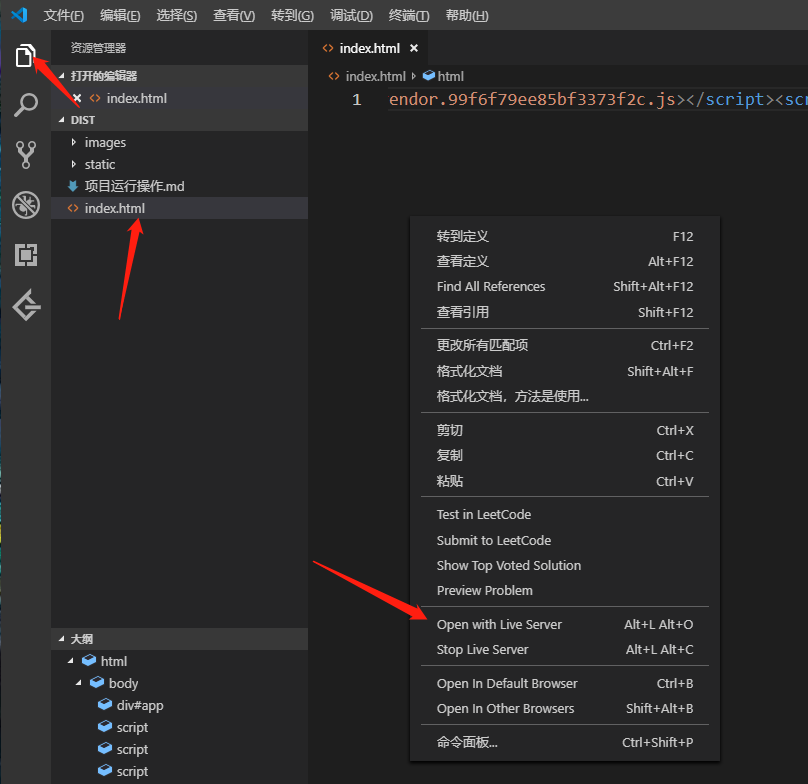 文件(F) 编辑(E) 选择(S) 查看(V) 转到(G) 调试(D) 终端(T) 帮助(H)
资源管理器
打开的编辑器
index.html
DIST
images
static
项目运行操作.md
index.html
大纲
html
body
div#app
script
script
script
index.html
index.html html
1 endor.99f6f79ee85bf3373f2c.js></script><scr
转到定义 F12
查看定义 Alt+F12
Find All References Shift+Alt+F12
查看引用 Shift+F12
更改所有匹配项 Ctrl+F2
格式化文档 Shift+Alt+F
格式化文档，方法是使用...
剪切 Ctrl+X
复制 Ctrl+C
粘贴 Ctrl+V
Test in LeetCode
Submit to LeetCode
Show Top Voted Solution
Preview Problem
Open with Live Server Alt+L Alt+O
Stop Live Server Alt+L Alt+C
Open In Default Browser Ctrl+B
Open In Other Browsers Shift+Alt+B
命令面板... Ctrl+Shift+P